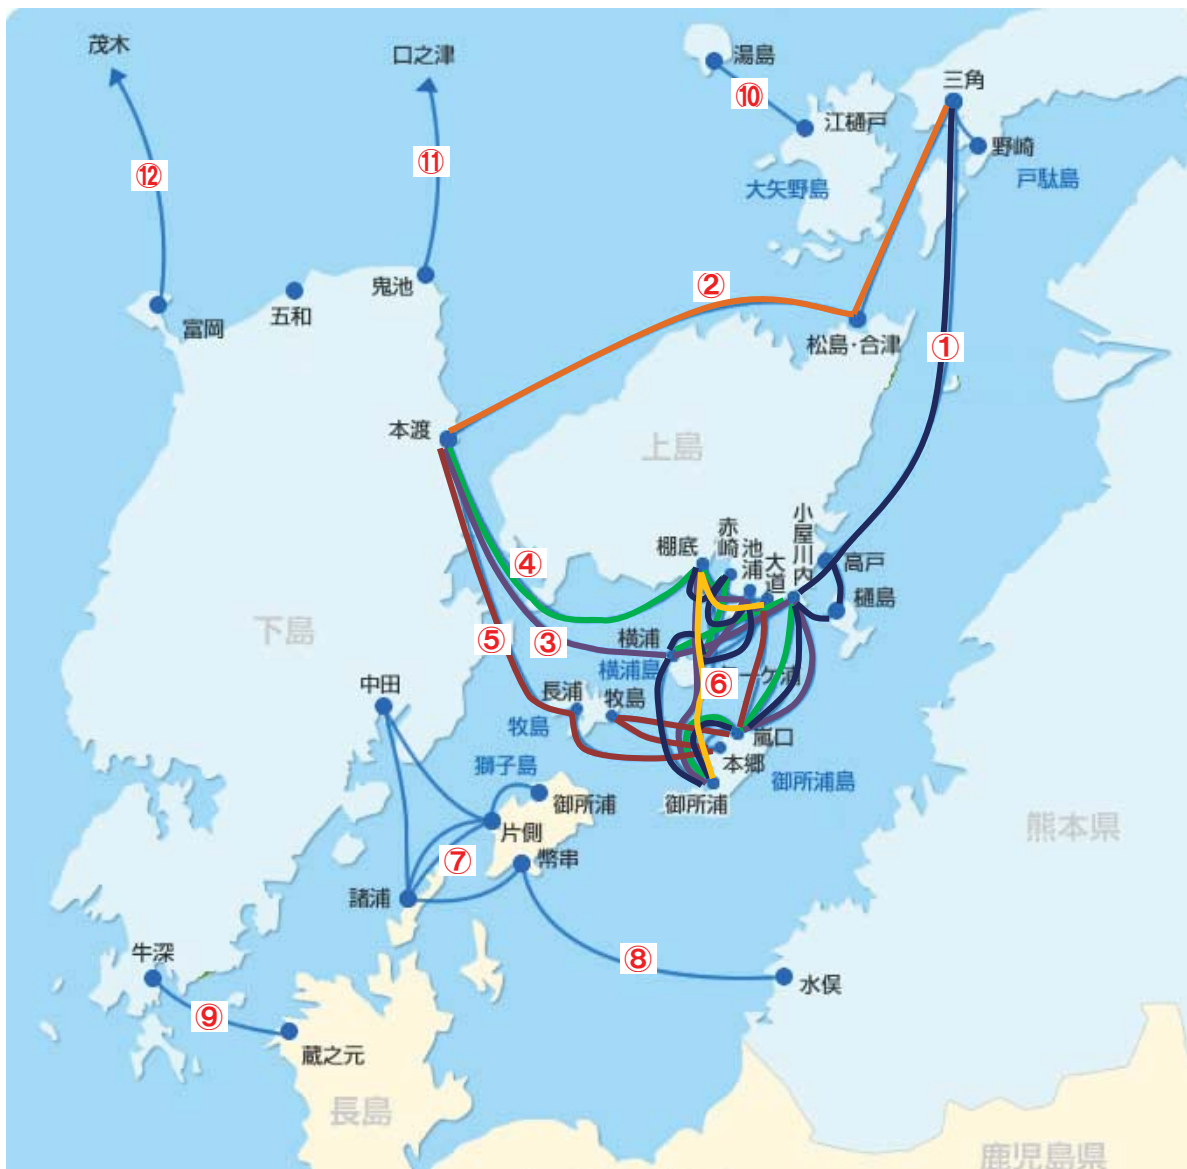 茂木
口之津
湯島
⑩
江樋戸
大矢野島
三角
野崎
戸馱島
⑫
⑪
鬼池
五和
富岡
②
松島・合津
①
本渡
上島
棚底
赤崎
池浦
大道
小屋川内
高戸
樋島
④
③
⑤
下島
横浦
横浦島
⑥
中田
長浦
牧島
牧島
嵐口
本郷
御所浦
御所浦島
獅子島
御所浦
片側
幣串
⑦
諸浦
熊本県
牛深
⑧
水俣
⑨
蔵之元
長島
鹿児島県